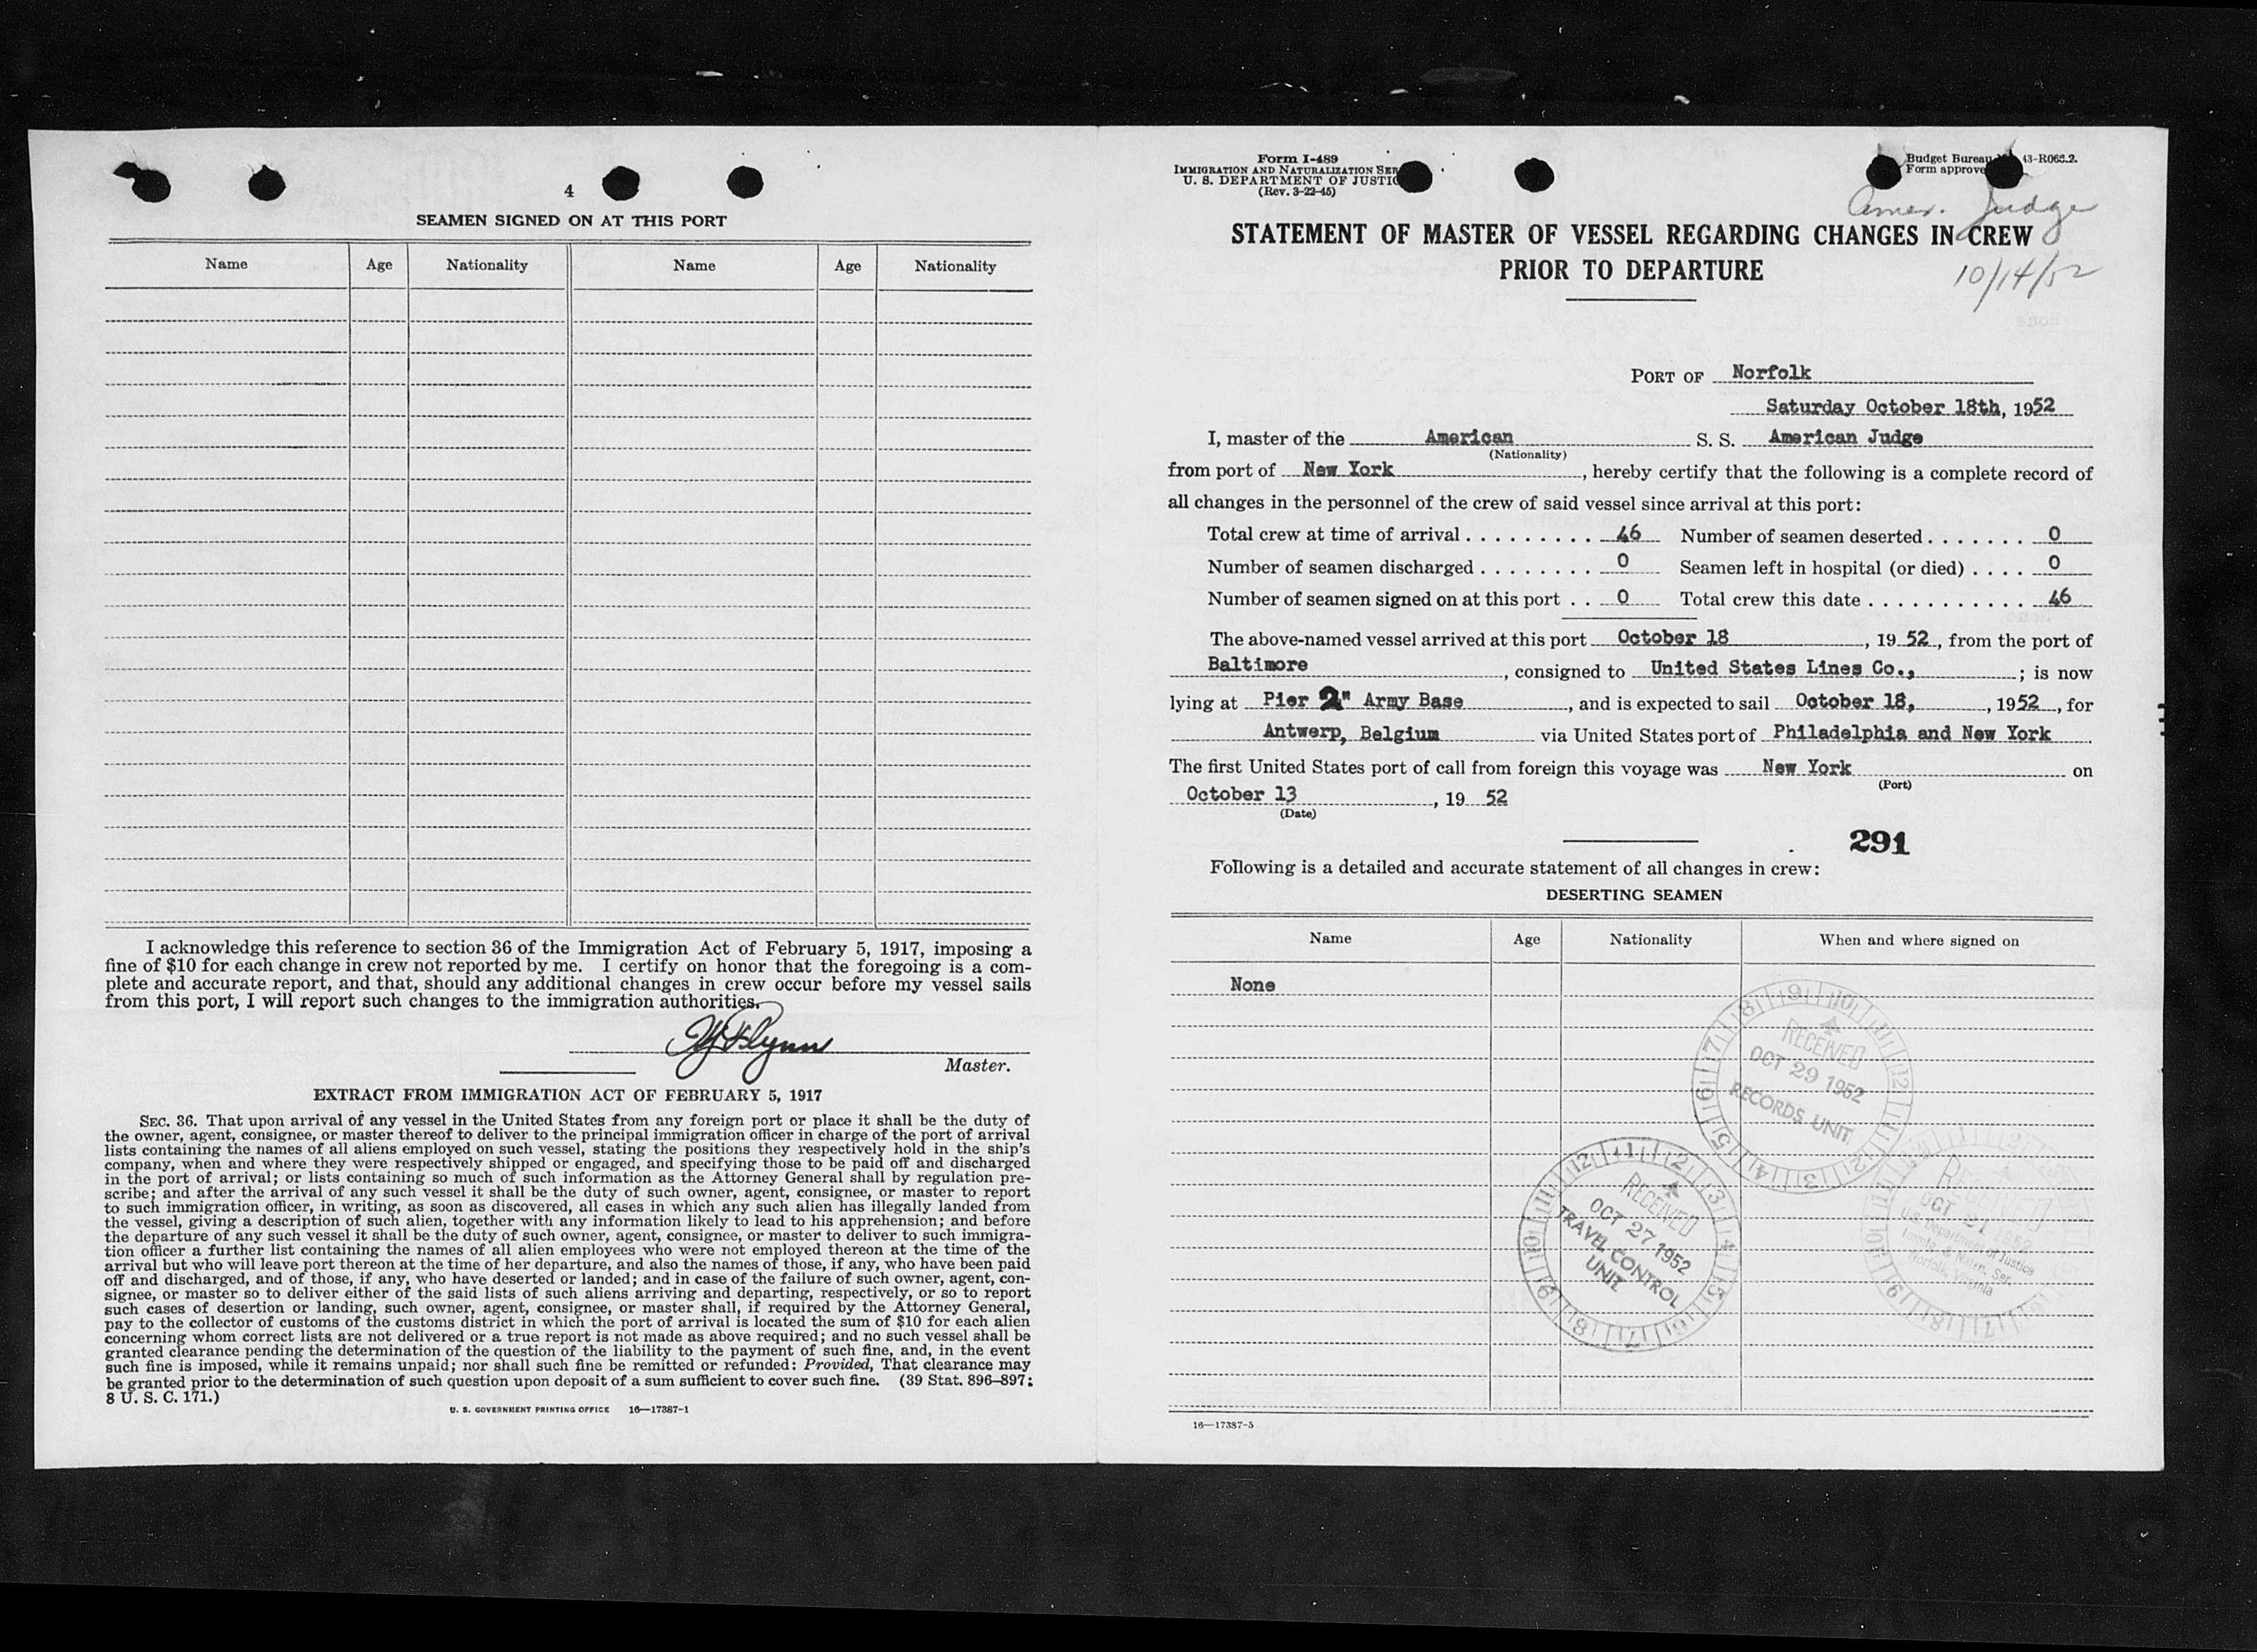 4
SEAMEN SIGNED ON AT THIS PORT
Name Age Nationality Name Age Nationality
I acknowledge this reference to section 36 of the Immigration Act of February 5, 1917, imposing a
fine of $10 for each change in crew not reported by me. I certify on honor that the foregoing is a com-
plete and accurate report, and that, should any additional changes in crew occur before my vessel sails
from this port, I will report such changes to the immigration authorities.
Flynn
Master.
EXTRACT FROM IMMIGRATION ACT OF FEBRUARY 5, 1917
SEC. 36. That upon arrival of any vessel in the United States from any foreign port or place it shall be the duty of
the owner, agent, consignee, or master thereof to deliver to the principal immigration officer in charge of the port of arrival
lists containing the names of all aliens employed on such vessel, stating the positions they respectively hold in the ship's
company, when and where they were respectively shipped or engaged, and specifying those to be paid off and discharged
in the port of arrival; or lists containing so much of such information as the Attorney General shall by regulation pre-
scribe; and after the arrival of any such vessel it shall be the duty of such owner, agent, consignee, or master to report
to such immigration officer, in writing, as soon as discovered, all cases in which any such alien has illegally landed from
the vessel, giving a description of such alien, together with any information likely to lead to his apprehension; and before
the departure of any such vessel it shall be the duty of such owner, agent, consignee, or master to deliver to such immigra-
tion officer a further list containing the names of all alien employees who were not employed thereon at the time of the
arrival but who will leave port thereon at the time of her departure, and also the names of those, if any, who have been paid
off and discharged, and of those, if any, who have deserted or landed; and in case of the failure of such owner, agent, con-
signee, or master so to deliver either of the said lists of such aliens arriving and departing, respectively, or so to report
such cases of desertion or landing, such owner, agent, consignee, or master shall, if required by the Attorney General,
pay to the collector of customs of the customs district in which the port of arrival is located the sum of $10 for each alien
concerning whom correct lists are not delivered or a true report is not made as above required; and no such vessel shall be
granted clearance pending the determination of the question of the liability to the payment of such fine, and, in the event
such fine is imposed, while it remains unpaid; nor shall such fine be remitted or refunded: Provided, That clearance may
be granted prior to the determination of such question upon deposit of a sum sufficient to cover such fine. (39 Stat. 896-897;
8 U. S. C. 171.)
U. S. GOVERNMENT PRINTING OFFICE 16—17387-1
Form I-489
IMMIGRATION AND NATURALIZATION SER
U. S. DEPARTMENT OF JUSTIC
(Rev. 3-22-45)
Budget Bureau 43-R063.2.
Form approve
Amer. Judge
10/14/52
STATEMENT OF MASTER OF VESSEL REGARDING CHANGES IN CREW
PRIOR TO DEPARTURE
PORT OF Norfolk
Saturday October 18th, 1952
I, master of the American S. S. American Judge
(Nationality)
from port of New York, hereby certify that the following is a complete record of
all changes in the personnel of the crew of said vessel since arrival at this port:
Total crew at time of arrival . . . . . . . . . 46 Number of seamen deserted . . . . . . . 0
Number of seamen discharged . . . . . . . . 0 Seamen left in hospital (or died) . . . . 0
Number of seamen signed on at this port . . 0 Total crew this date . . . . . . . . . . . . 46
The above-named vessel arrived at this port October 18, 19 52, from the port of
Baltimore, consigned to United States Lines Co.,; is now
lying at Pier 2" Army Base, and is expected to sail October 18,, 1952, for
Antwerp, Belgium via United States port of Philadelphia and New York
The first United States port of call from foreign this voyage was New York on
(Port)
October 13, 19 52
(Date)
291
Following is a detailed and accurate statement of all changes in crew:
DESERTING SEAMEN
Name Age Nationality When and where signed on
None
RECEIVED
OCT 29 1952
RECORDS UNIT
RECEIVED
OCT 27 1952
TRAVEL CONTROL
UNIT
RECEIVED
OCT 21 1952
U.S. Department of Justice
Immig. & Natzn. Ser.
Norfolk, Virginia
16—17387-5